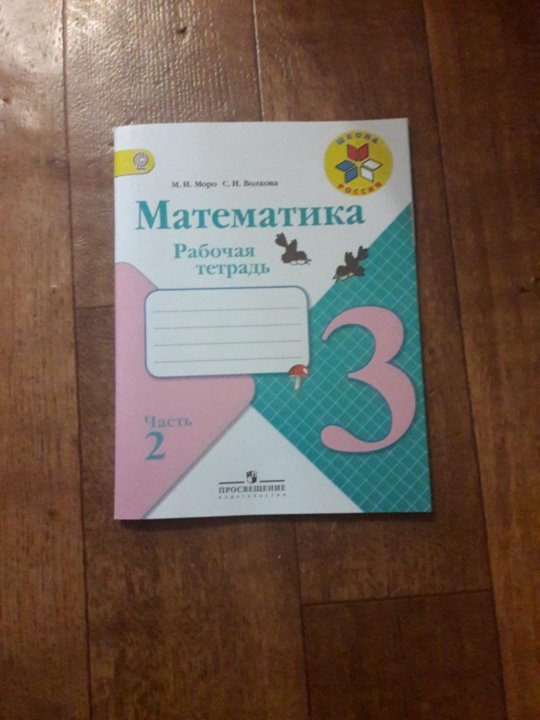 ШКОЛА
РОССИИ
М. И. Моро С. И. Волкова
Математика
Рабочая
тетрадь
3
Часть
2
ПРОСВЕЩЕНИЕ
ИЗДАТЕЛЬСТВО